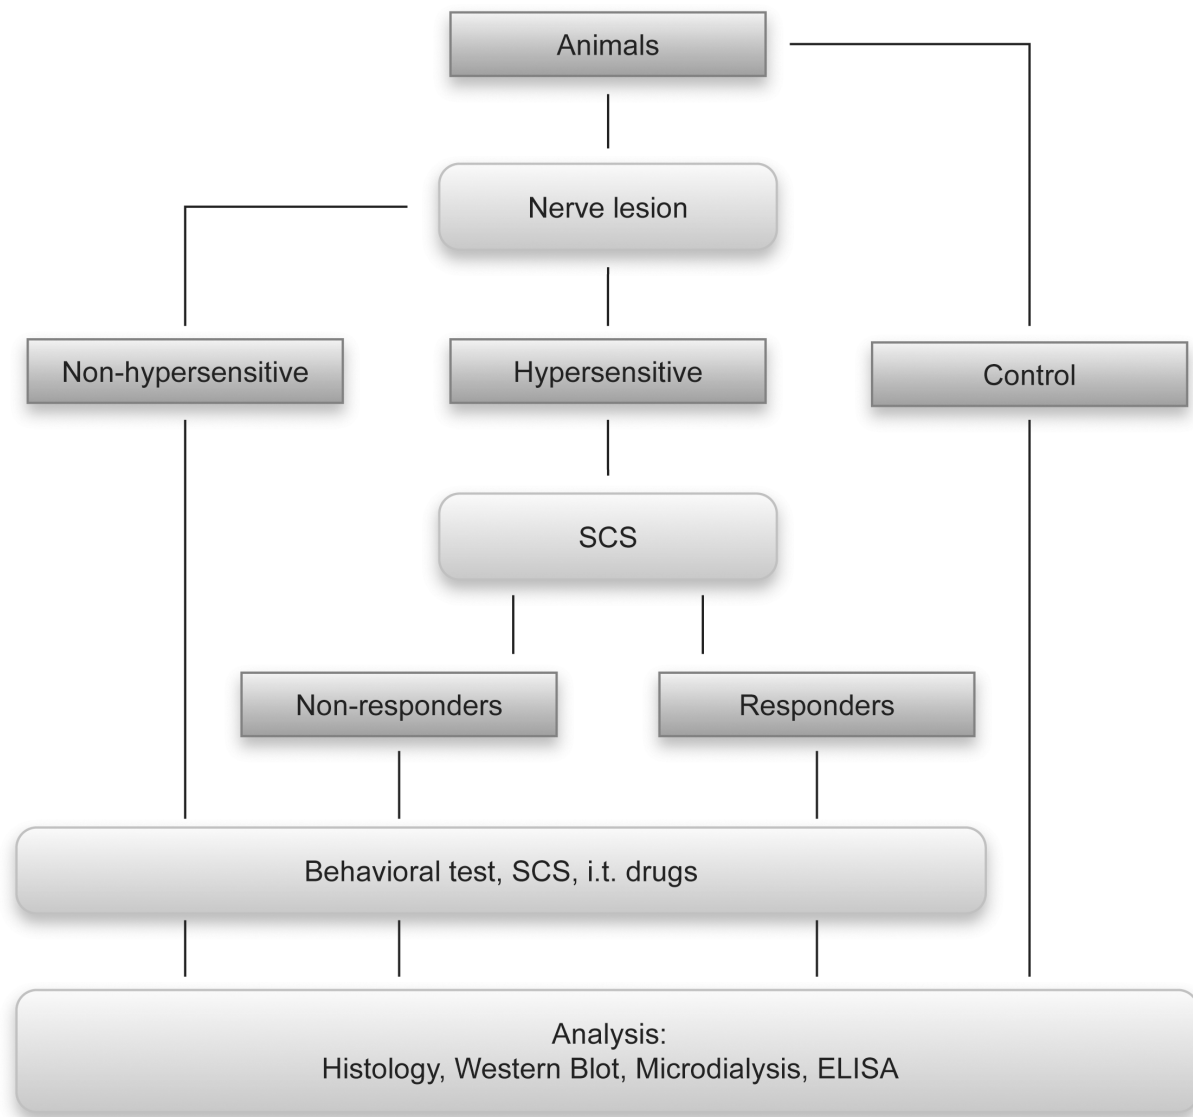 Animals
Nerve lesion
Non-hypersensitive
Hypersensitive
Control
SCS
Non-responders
Responders
Behavioral test, SCS, i.t. drugs
Analysis:
Histology, Western Blot, Microdialysis, ELISA